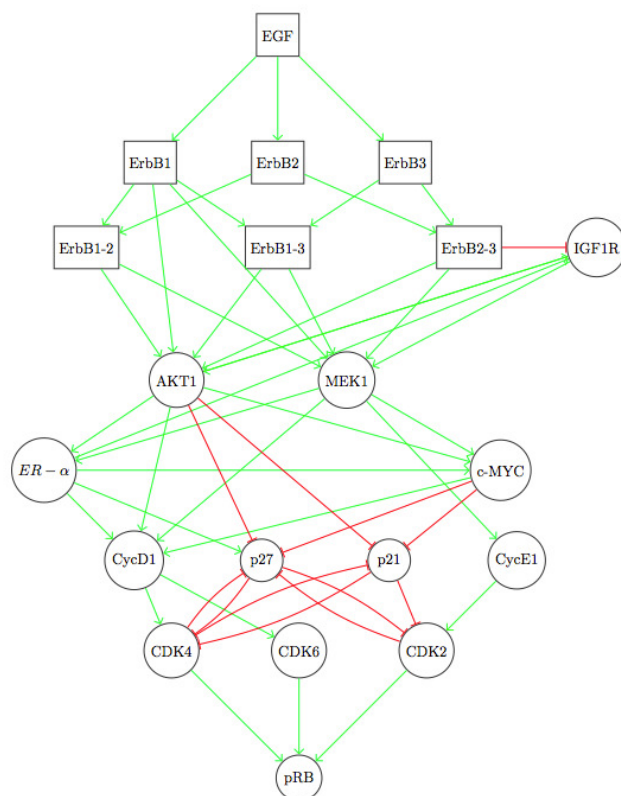 EGF
ErbB1 ErbB2 ErbB3
ErbB1-2 ErbB1-3 ErbB2-3 IGF1R
AKT1 MEK1
ER − α c-MYC
CycD1 p27 p21 CycE1
CDK4 CDK6 CDK2
pRB